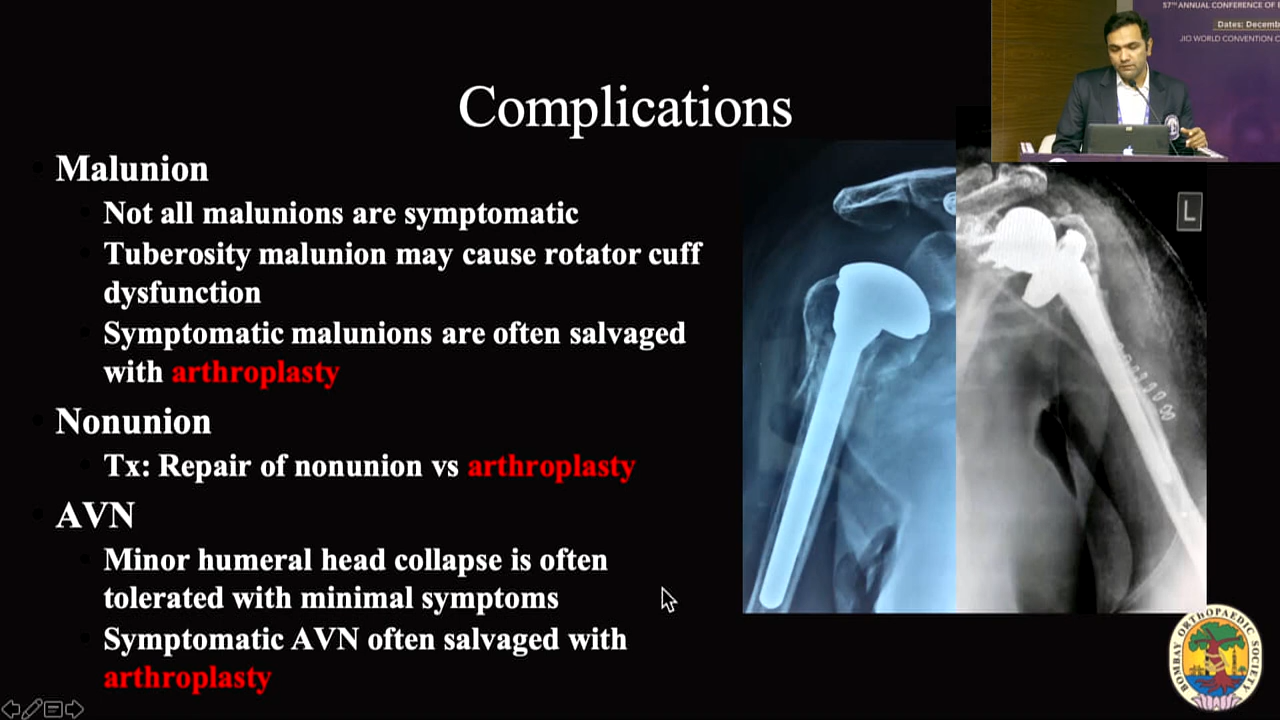 57TH ANNUAL CONFERENCE OF
Dates: Decemb
JIO WORLD CONVENTION
Complications
Malunion
Not all malunions are symptomatic
Tuberosity malunion may cause rotator cuff
dysfunction
Symptomatic malunions are often salvaged
with arthroplasty
Nonunion
Tx: Repair of nonunion vs arthroplasty
AVN
Minor humeral head collapse is often
tolerated with minimal symptoms
Symptomatic AVN often salvaged with
arthroplasty
L
BOMBAY ORTHOPAEDIC SOCIETY